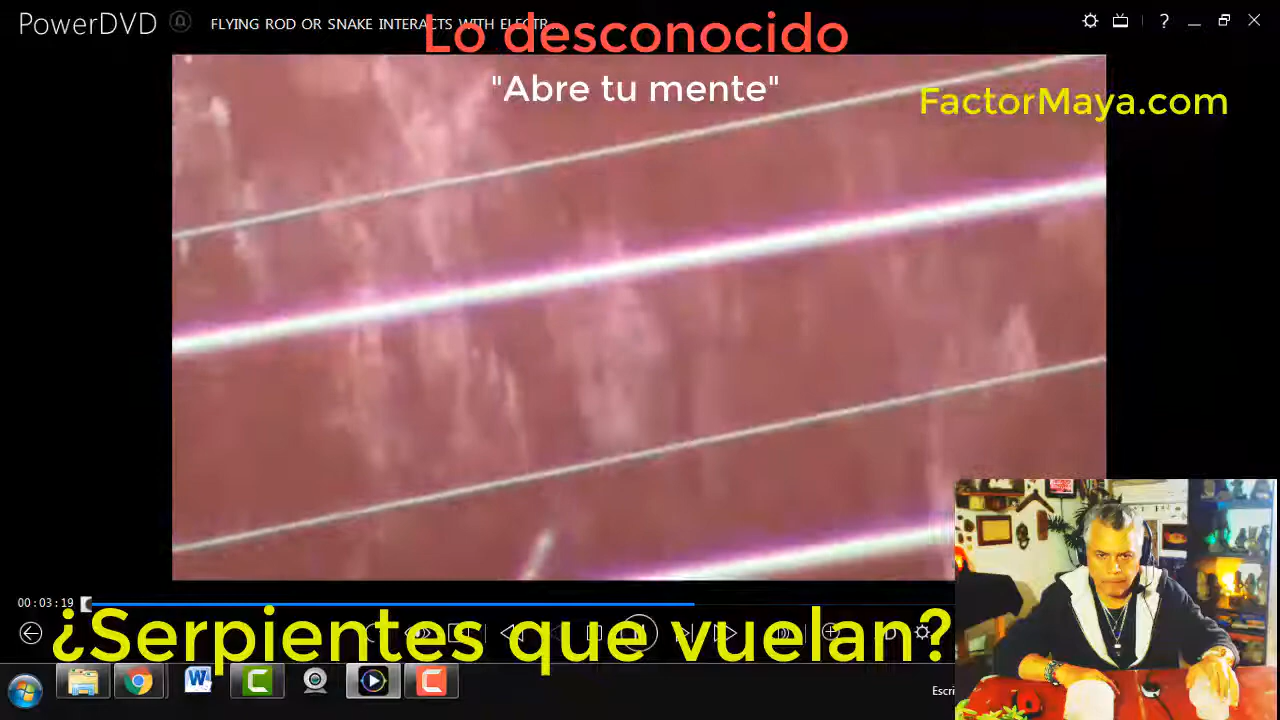 PowerDVD
FLYING ROD OR SNAKE INTERACTS WITH ELECTR
Lo desconocido
"Abre tu mente"
FactorMaya.com
00:03:19
¿Serpientes que vuelan?
Escri